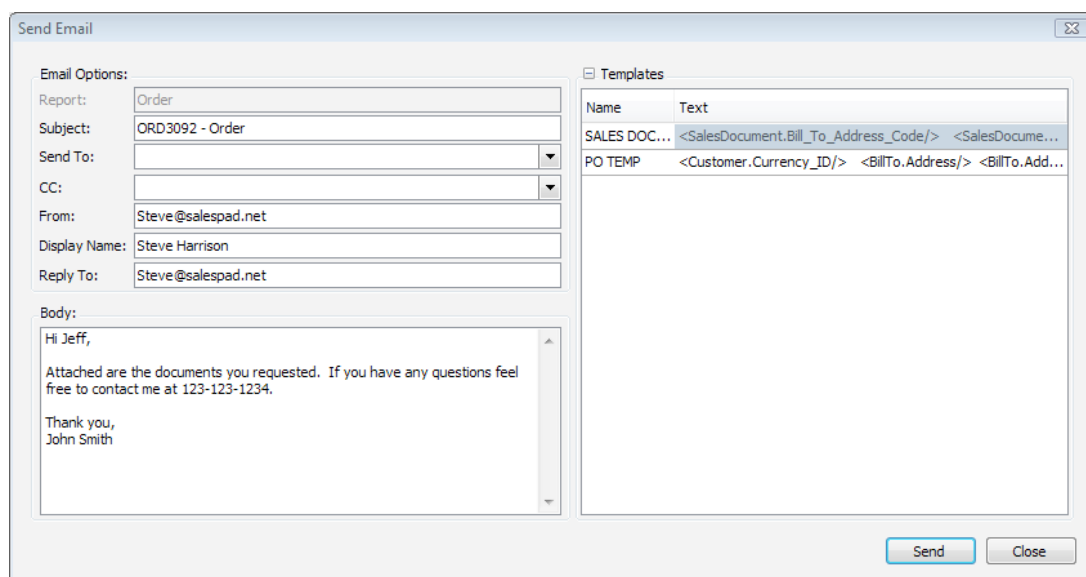 Send Email
Email Options:
Report: Order
Subject: ORD3092 - Order
Send To:
CC:
From: Steve@salespad.net
Display Name: Steve Harrison
Reply To: Steve@salespad.net
Body:
Hi Jeff,
Attached are the documents you requested.  If you have any questions feel
free to contact me at 123-123-1234.
Thank you,
John Smith
Templates
Name Text
SALES DOC... <SalesDocument.Bill_To_Address_Code/> <SalesDocume...
PO TEMP <Customer.Currency_ID/> <BillTo.Address/> <BillTo.Add...
Send Close